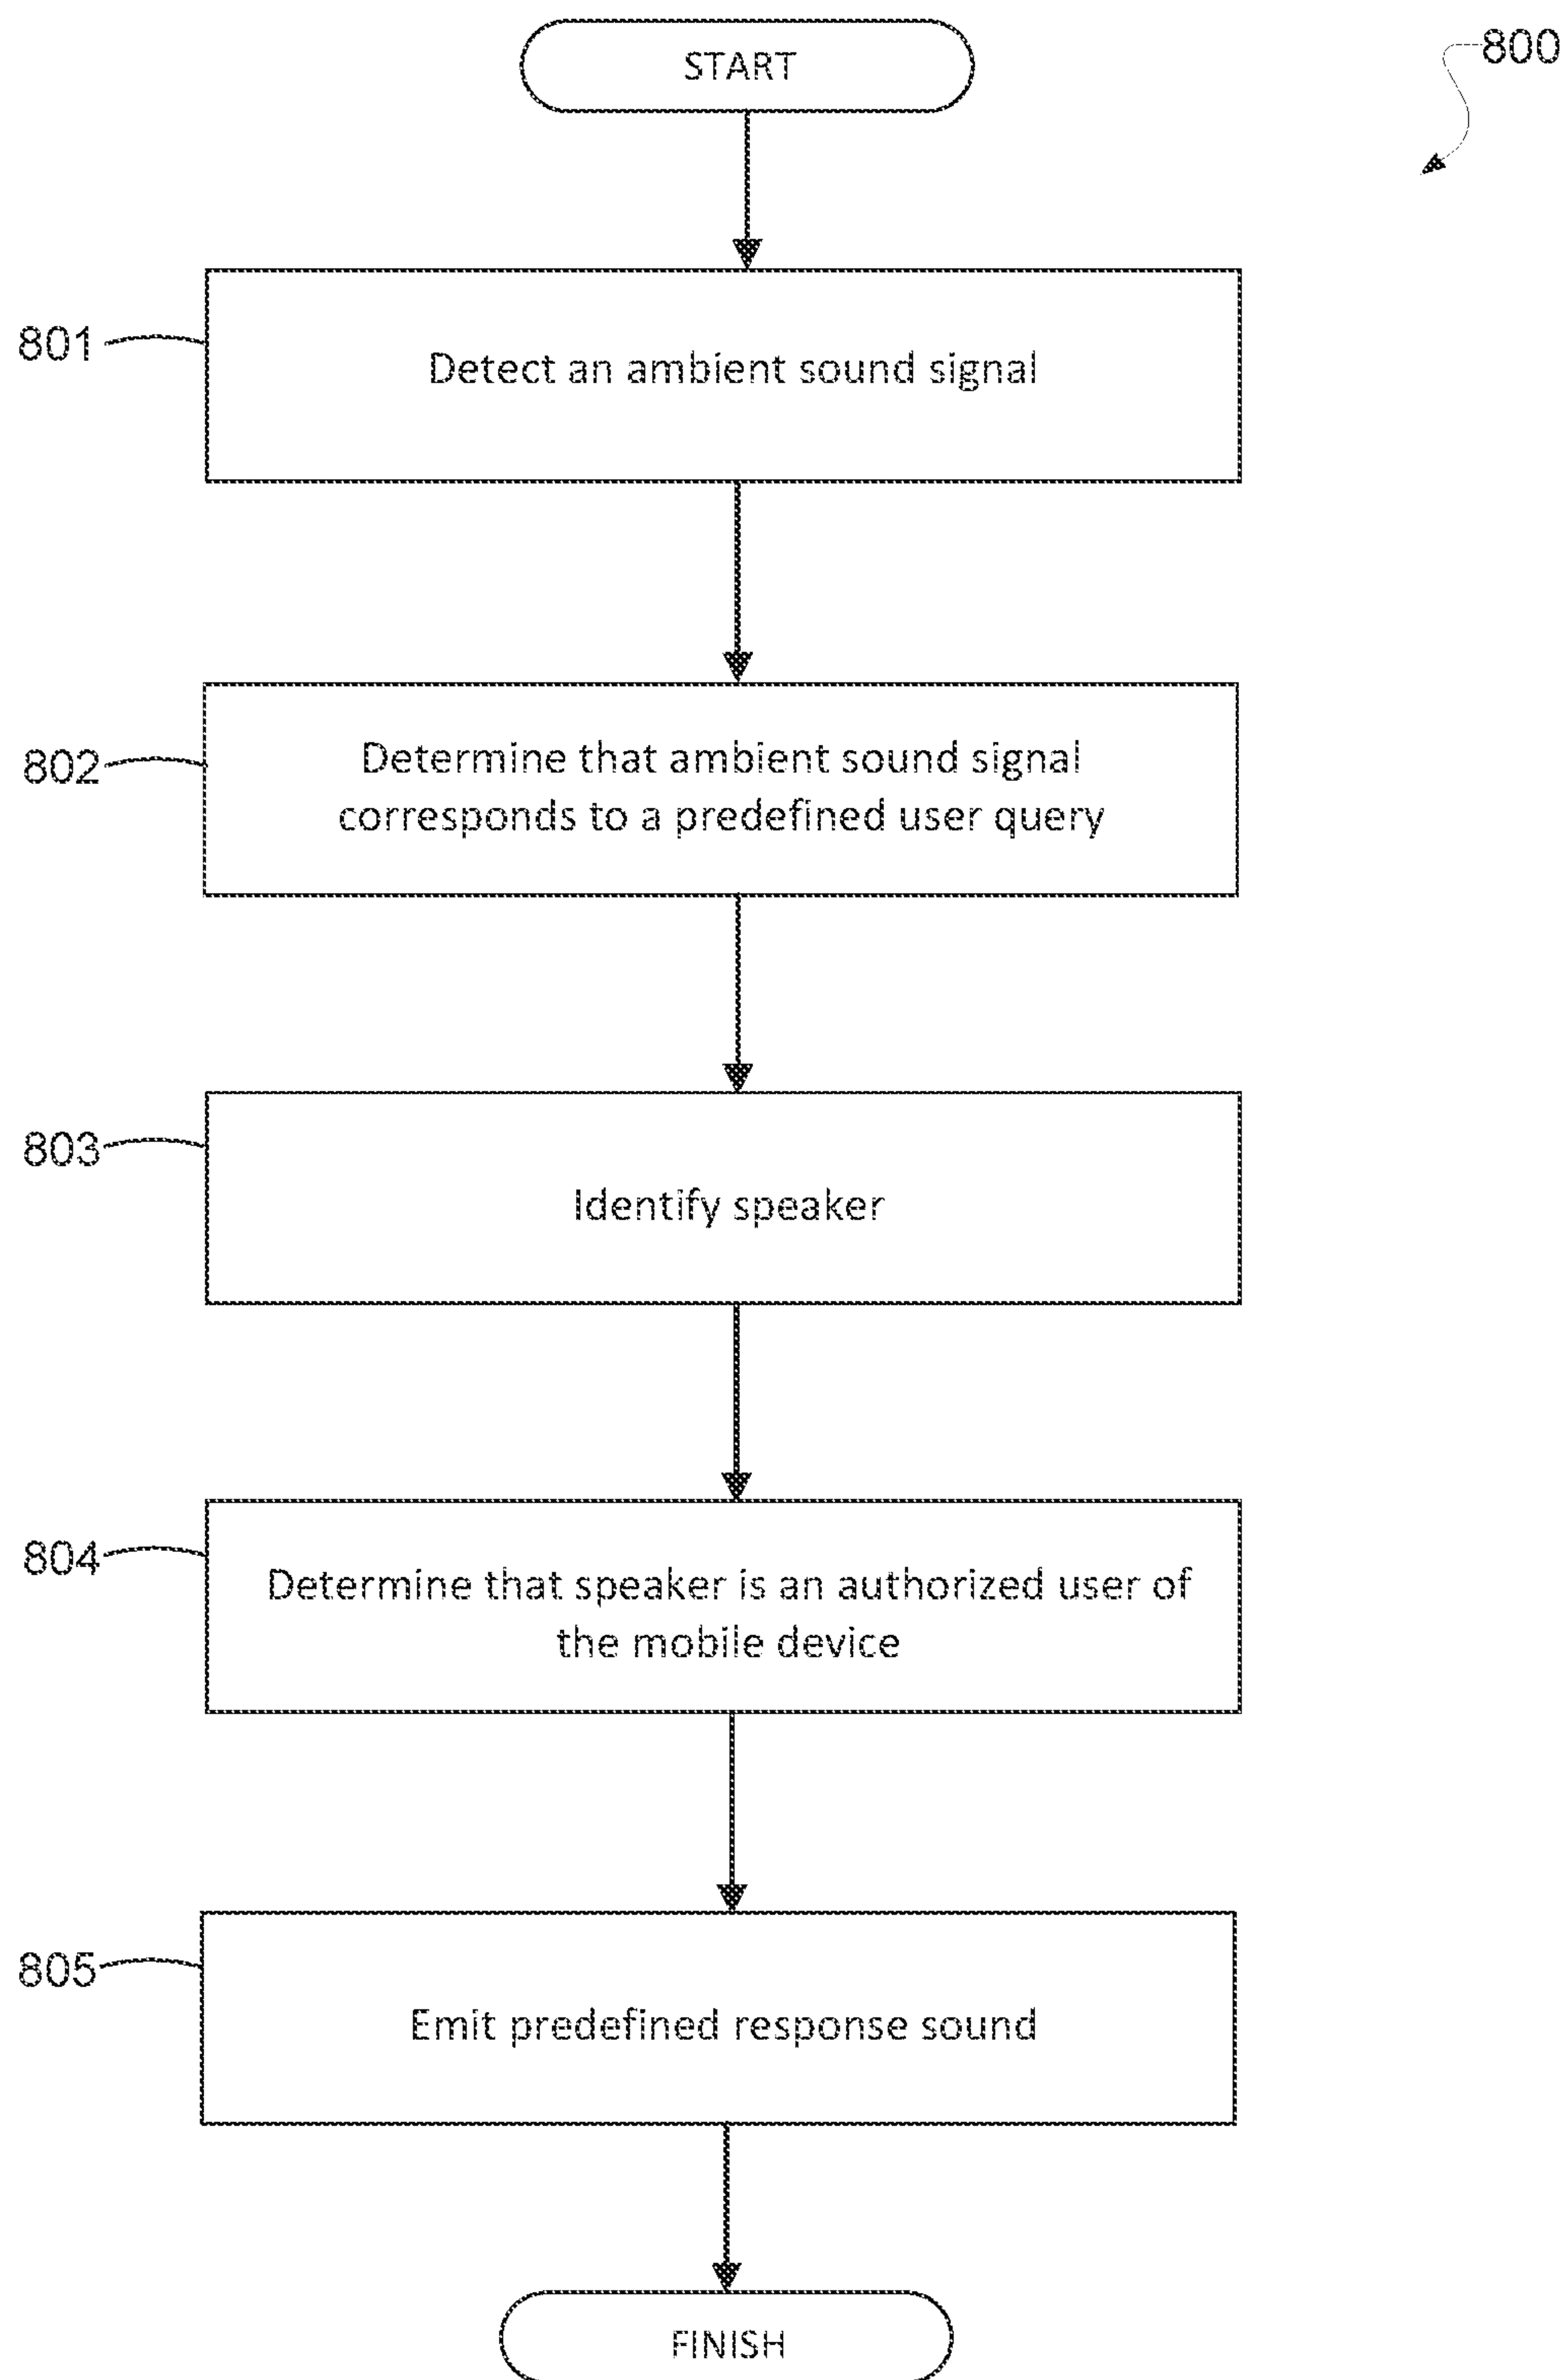 START
800
801
Detect an ambient sound signal
802
Determine that ambient sound signal
corresponds to a predefined user query
803
Identify speaker
804
Determine that speaker is an authorized user of
the mobile device
805
Emit predefined response sound
FINISH